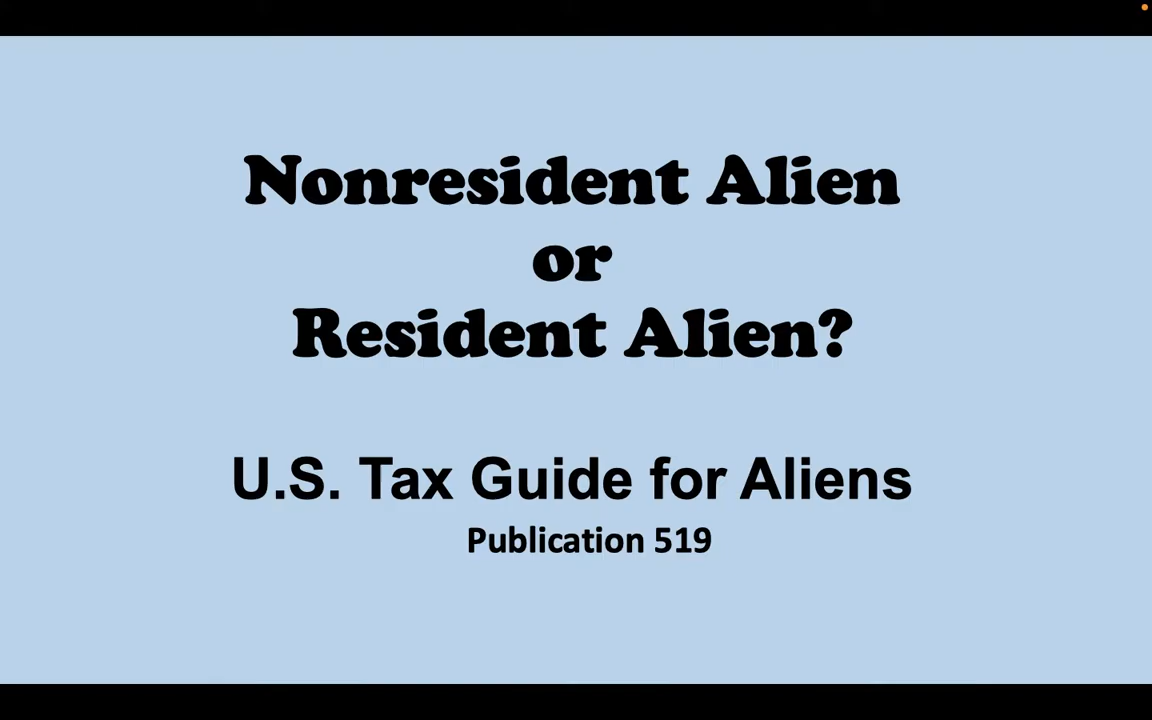 Nonresident Alien
or
Resident Alien?
U.S. Tax Guide for Aliens
Publication 519